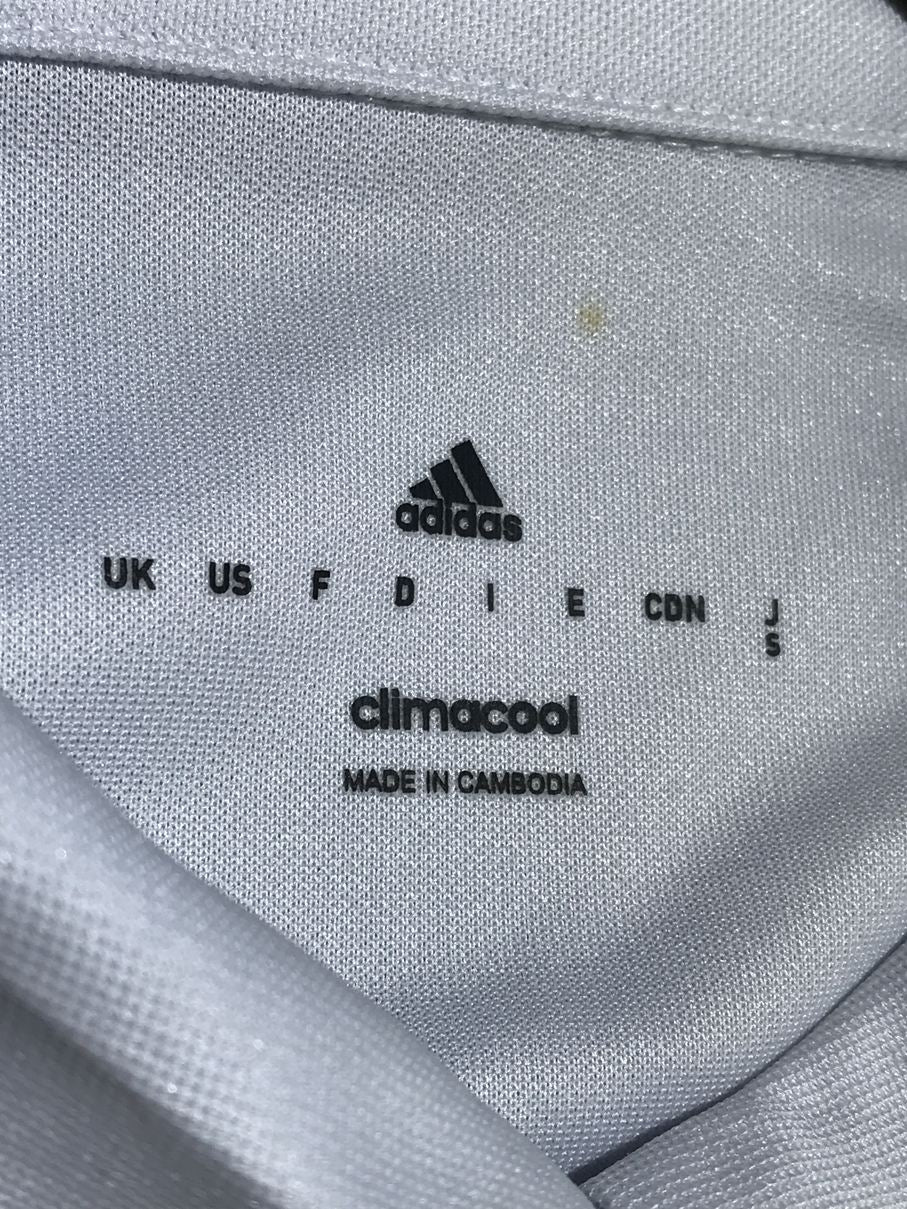 adidas
UK US F D I E CDN J
S
climacool
MADE IN CAMBODIA